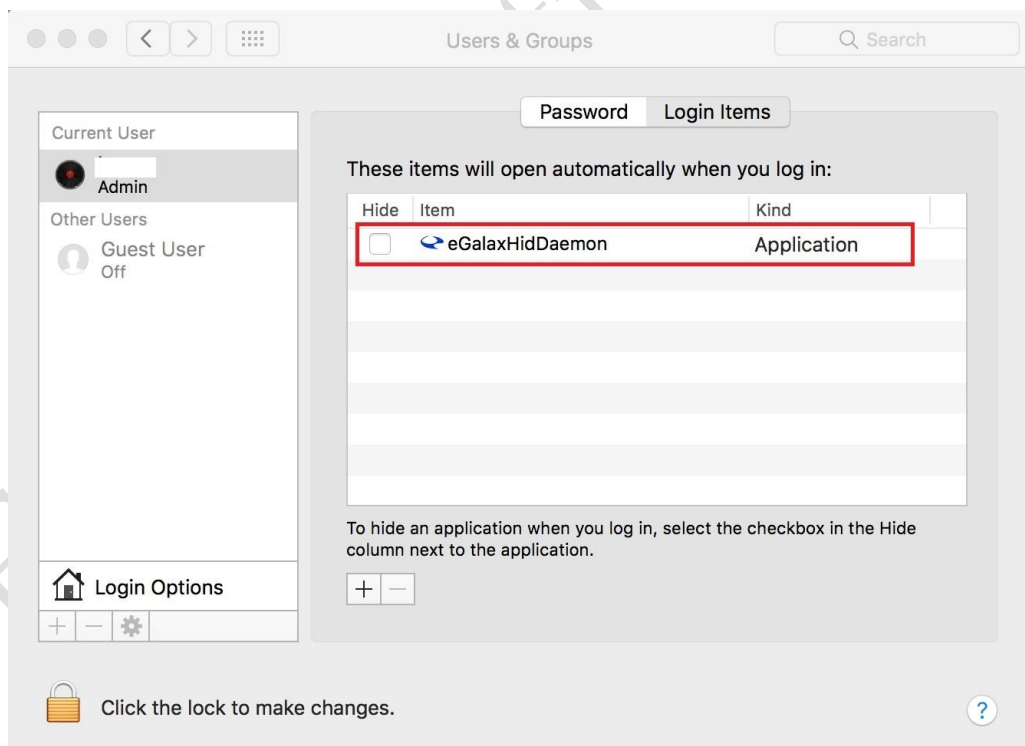 Users & Groups
Search
Password Login Items
Current User
Admin
Other Users
Guest User
Off
Login Options
These items will open automatically when you log in:
Hide Item Kind
eGalaxHidDaemon Application
To hide an application when you log in, select the checkbox in the Hide
column next to the application.
Click the lock to make changes.
?